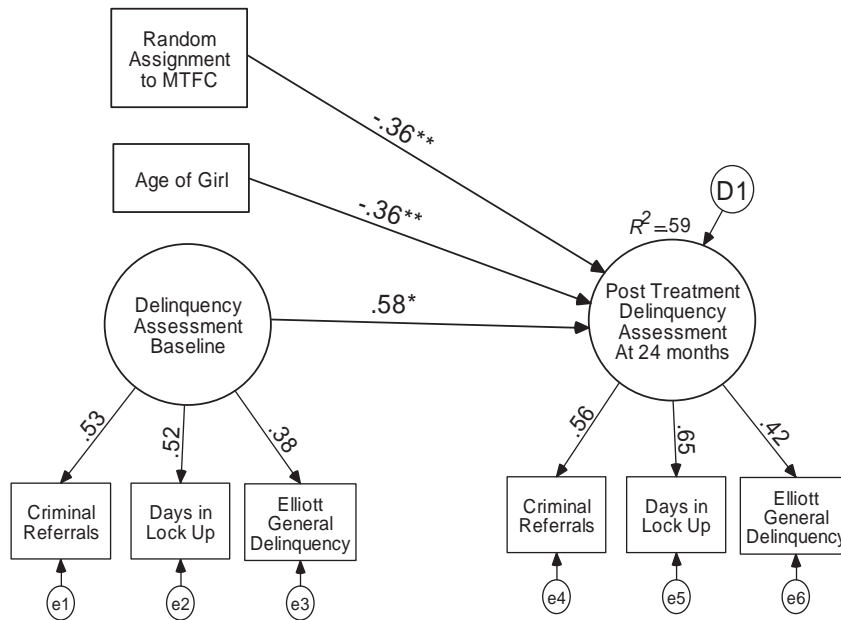 Random
Assignment
to MTFC
-.36**
Age of Girl
-.36**
D1
R²=59
Delinquency
Assessment
Baseline
.58*
Post Treatment
Delinquency
Assessment
At 24 months
.53
.52
.38
.56
.65
.42
Criminal
Referrals
Days in
Lock Up
Elliott
General
Delinquency
Criminal
Referrals
Days in
Lock Up
Elliott
General
Delinquency
e1
e2
e3
e4
e5
e6